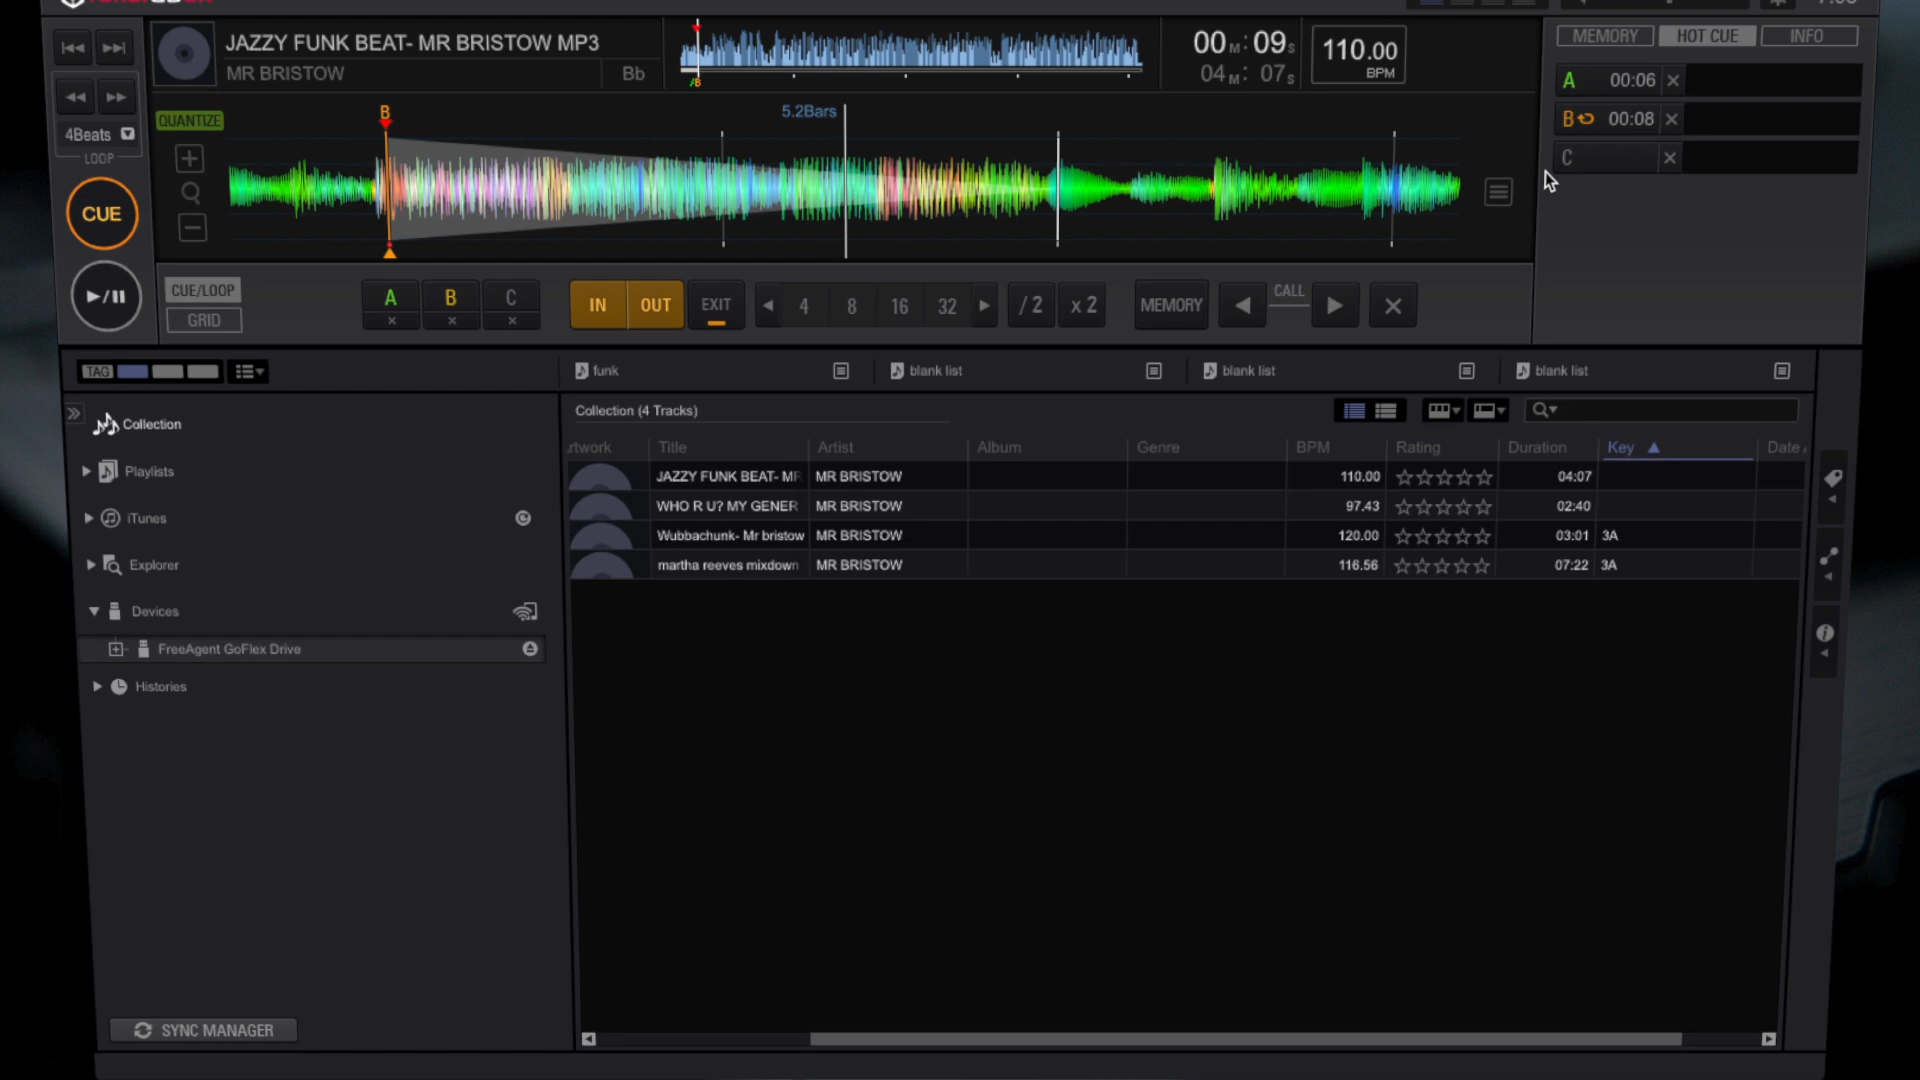 JAZZY FUNK BEAT- MR BRISTOW MP3
MR BRISTOW
Bb
00 M: 09 s
04 M: 07 s
110.00
BPM
MEMORY
HOT CUE
INFO
A 00:06
B 00:08
C
4Beats
LOOP
QUANTIZE
B
5.2Bars
CUE
CUE/LOOP
GRID
A
B
C
IN
OUT
EXIT
4
8
16
32
/ 2
x 2
MEMORY
CALL
TAG
funk
blank list
blank list
blank list
Collection
Playlists
iTunes
Explorer
Devices
FreeAgent GoFlex Drive
Histories
SYNC MANAGER
Collection (4 Tracks)
rtwork Title Artist Album Genre BPM Rating Duration Key Date
JAZZY FUNK BEAT- MR MR BRISTOW 110.00 04:07
WHO R U? MY GENER MR BRISTOW 97.43 02:40
Wubbachunk- Mr bristow MR BRISTOW 120.00 03:01 3A
martha reeves mixdown MR BRISTOW 116.56 07:22 3A